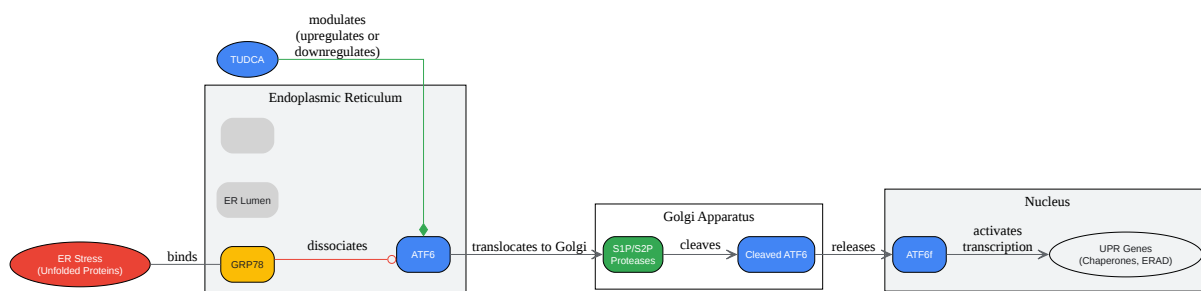 modulates
(upregulates or
downregulates)
TUDCA
Endoplasmic Reticulum
ER Lumen
ER Stress
(Unfolded Proteins)
binds
GRP78
dissociates
ATF6
translocates to Golgi
Golgi Apparatus
S1P/S2P
Proteases
cleaves
Cleaved ATF6
releases
Nucleus
ATF6f
activates
transcription
UPR Genes
(Chaperones, ERAD)